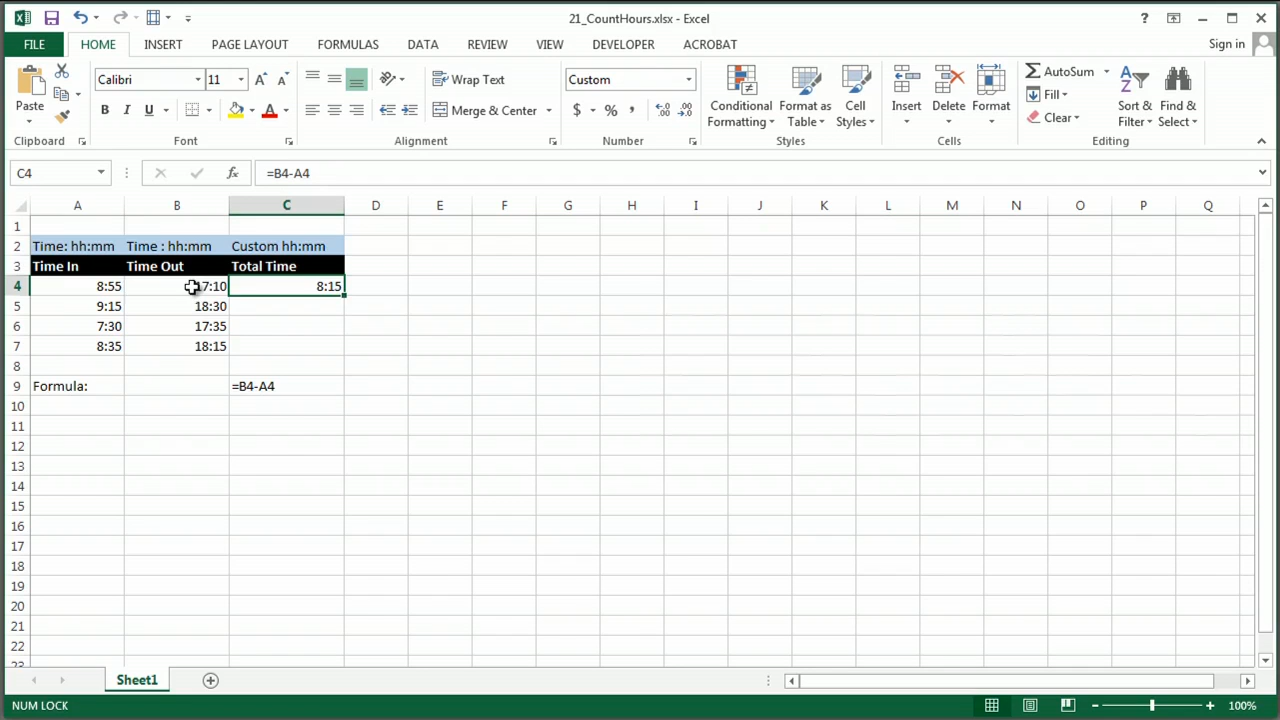 21_CountHours.xlsx - Excel
FILE HOME INSERT PAGE LAYOUT FORMULAS DATA REVIEW VIEW DEVELOPER ACROBAT Sign in
Paste Calibri 11 Wrap Text Custom Conditional Formatting Format as Table Cell Styles Insert Delete Format AutoSum Sort & Filter Find & Select
B I U A Merge & Center $ % , Fill
Clear
Clipboard Font Alignment Number Styles Cells Editing
C4 fx =B4-A4
A B C D E F G H I J K L M N O P Q
1
2 Time: hh:mm Time : hh:mm Custom hh:mm
3 Time In Time Out Total Time
4 8:55 17:10 8:15
5 9:15 18:30
6 7:30 17:35
7 8:35 18:15
8
9 Formula: =B4-A4
10
11
12
13
14
15
16
17
18
19
20
21
22
23
Sheet1
NUM LOCK 100%